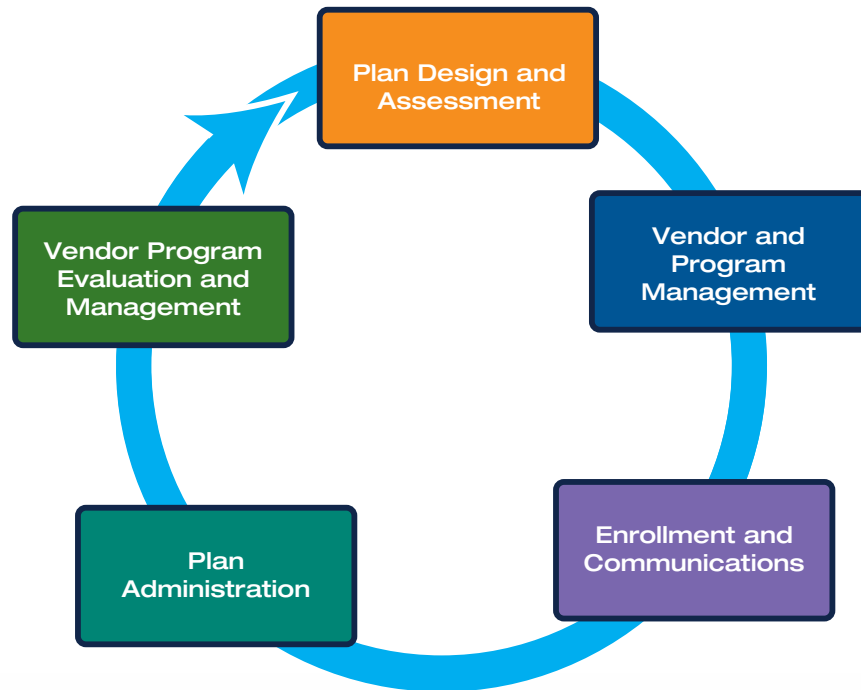 Plan Design and
Assessment
Vendor and
Program
Management
Enrollment and
Communications
Plan
Administration
Vendor Program
Evaluation and
Management